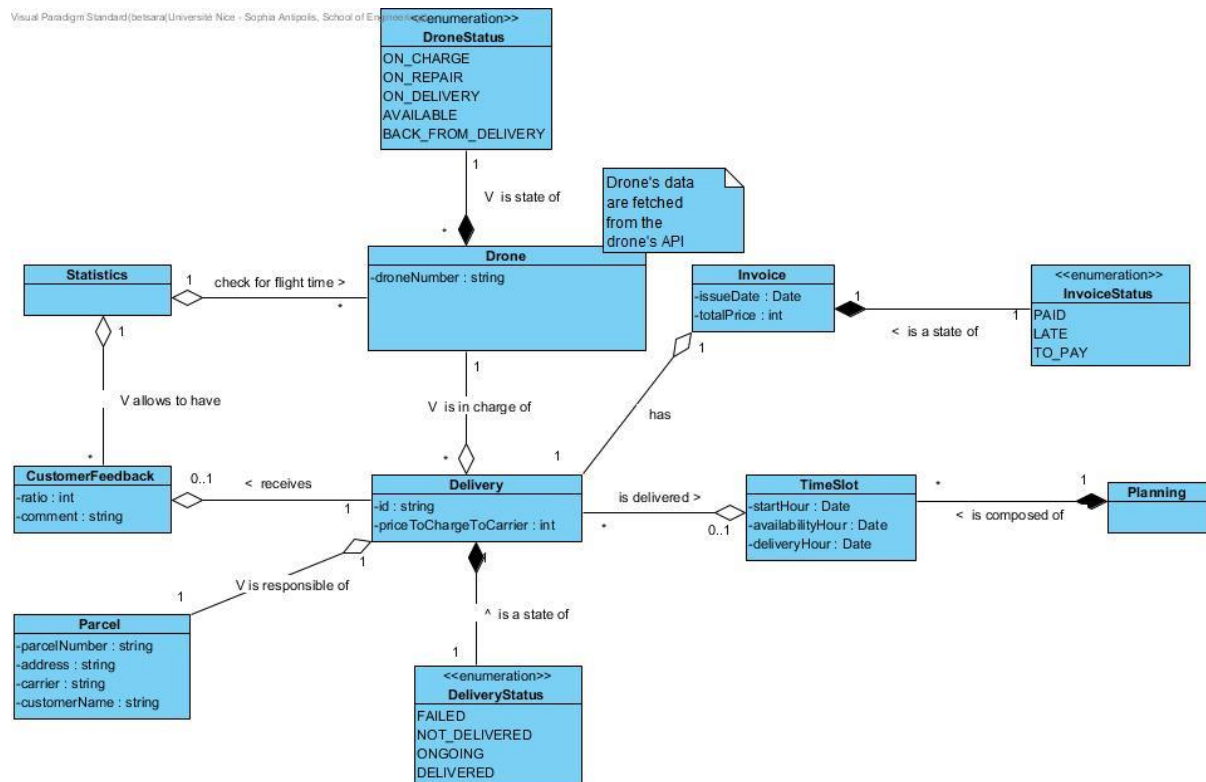 Visual Paradigm Standard(betsara(Université Nice - Sophia Antipolis, School of
<<enumeration>>
DroneStatus
ON_CHARGE
ON_REPAIR
ON_DELIVERY
AVAILABLE
BACK_FROM_DELIVERY
1
V is state of
*
Drone's data
are fetched
from the
drone's API
Drone
-droneNumber : string
Statistics
1
check for flight time >
*
1
V allows to have
*
Invoice
-issueDate : Date
-totalPrice : int
1
1
< is a state of
<<enumeration>>
InvoiceStatus
PAID
LATE
TO_PAY
1
has
1
1
V is in charge of
*
CustomerFeedback
-ratio : int
-comment : string
0..1
< receives
1
Delivery
-id : string
-priceToChargeToCarrier : int
is delivered >
*
0..1
TimeSlot
-startHour : Date
-availabilityHour : Date
-deliveryHour : Date
*
1
< is composed of
Planning
1
V is responsible of
1
Parcel
-parcelNumber : string
-address : string
-carrier : string
-customerName : string
1
^ is a state of
1
<<enumeration>>
DeliveryStatus
FAILED
NOT_DELIVERED
ONGOING
DELIVERED